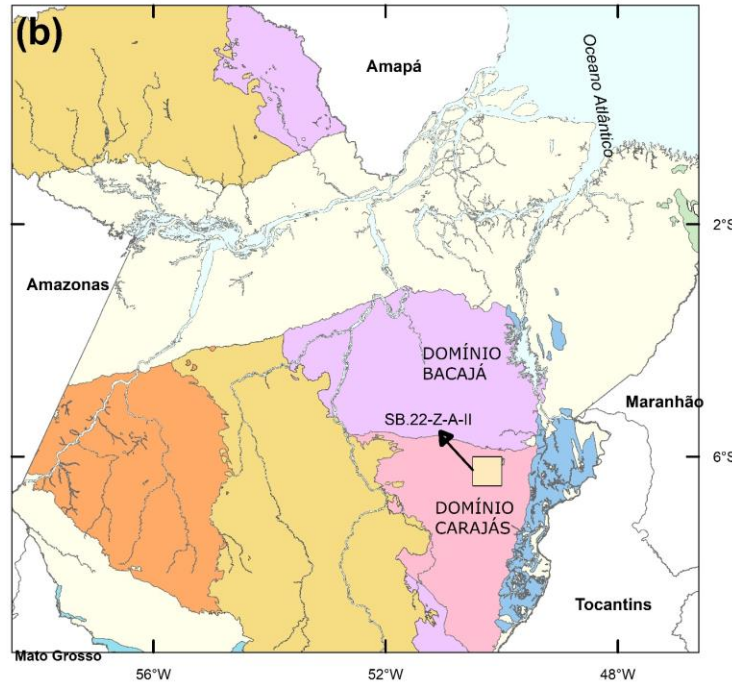 (b)
Amapá
Oceano Atlântico
2°S
Amazonas
DOMÍNIO
BACAJÁ
Maranhão
SB.22-Z-A-II
6°S
DOMÍNIO
CARAJÁS
Tocantins
Mato Grosso
56°W
52°W
48°W